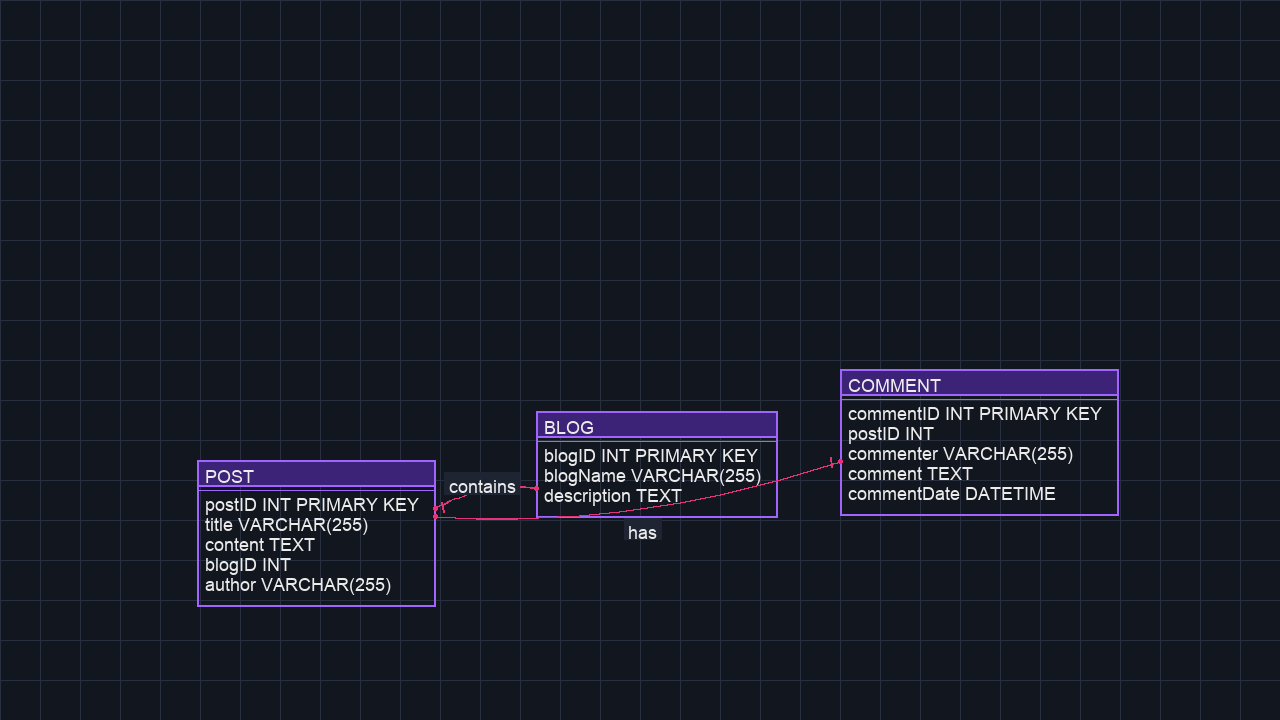 POST
postID INT PRIMARY KEY
title VARCHAR(255)
content TEXT
blogID INT
author VARCHAR(255)
contains
BLOG
blogID INT PRIMARY KEY
blogName VARCHAR(255)
description TEXT
has
COMMENT
commentID INT PRIMARY KEY
postID INT
commenter VARCHAR(255)
comment TEXT
commentDate DATETIME